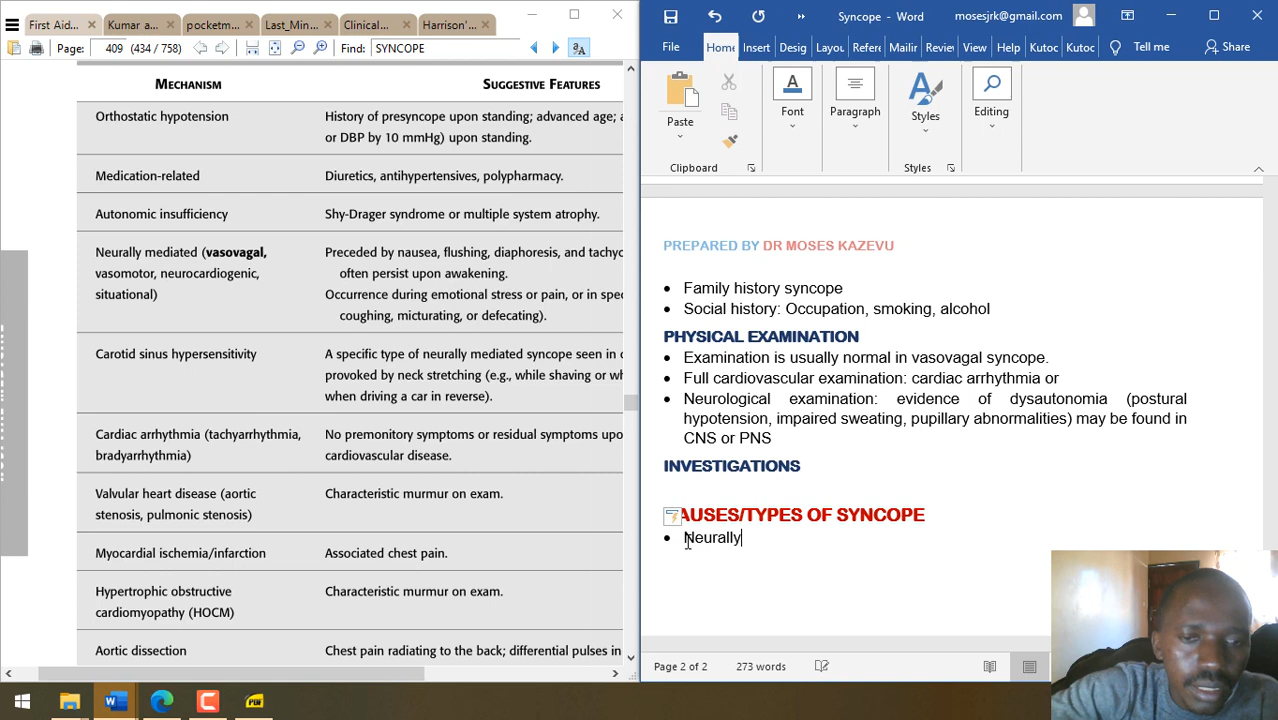 First Aid...
Kumar a...
pocketm...
Last_Min...
Clinical...
Harrison'...
Page: 409 (434 / 758)
Find: SYNCOPE
MECHANISM
SUGGESTIVE FEATURES
Orthostatic hypotension
History of presyncope upon standing; advanced age;
or DBP by 10 mmHg) upon standing.
Medication-related
Diuretics, antihypertensives, polypharmacy.
Autonomic insufficiency
Shy-Drager syndrome or multiple system atrophy.
Neurally mediated (vasovagal,
vasomotor, neurocardiogenic,
situational)
Preceded by nausea, flushing, diaphoresis, and tachyc
often persist upon awakening.
Occurrence during emotional stress or pain, or in spec
coughing, micturating, or defecating).
Carotid sinus hypersensitivity
A specific type of neurally mediated syncope seen in
provoked by neck stretching (e.g., while shaving or w
when driving a car in reverse).
Cardiac arrhythmia (tachyarrhythmia,
bradyarrhythmia)
No premonitory symptoms or residual symptoms upo
cardiovascular disease.
Valvular heart disease (aortic
stenosis, pulmonic stenosis)
Characteristic murmur on exam.
Myocardial ischemia/infarction
Associated chest pain.
Hypertrophic obstructive
cardiomyopathy (HOCM)
Characteristic murmur on exam.
Aortic dissection
Chest pain radiating to the back; differential pulses in
Syncope - Word
mosesjrk@gmail.com
File Home Insert Desig Layou Refere Mailir Review View Help Kutoc Kutoc Tell me Share
Paste
Font
Paragraph
Styles
Editing
Clipboard
Styles
PREPARED BY DR MOSES KAZEVU
• Family history syncope
• Social history: Occupation, smoking, alcohol
PHYSICAL EXAMINATION
• Examination is usually normal in vasovagal syncope.
• Full cardiovascular examination: cardiac arrhythmia or
• Neurological examination: evidence of dysautonomia (postural
hypotension, impaired sweating, pupillary abnormalities) may be found in
CNS or PNS
INVESTIGATIONS
AUSES/TYPES OF SYNCOPE
• Neurally
Page 2 of 2
273 words